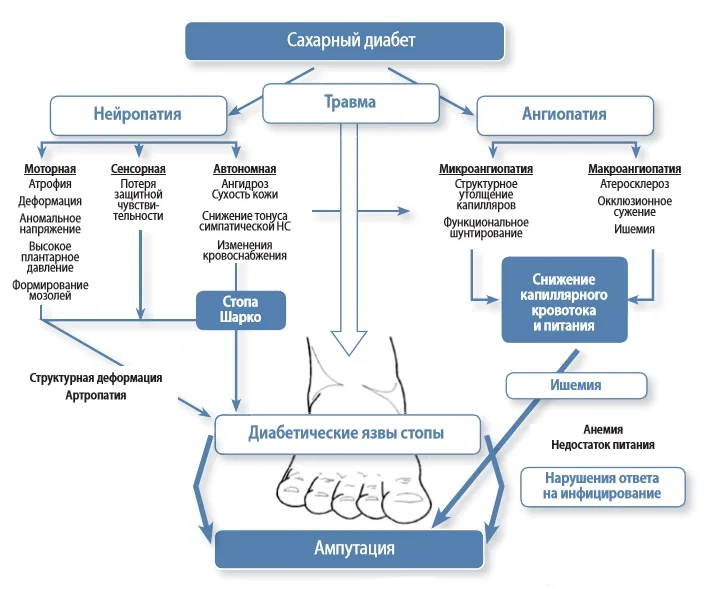 Сахарный диабет
Нейропатия
Травма
Ангиопатия
Моторная
Атрофия
Деформация
Аномальное
напряжение
Высокое
плантарное
давление
Формирование
мозолей
Сенсорная
Потеря
защитной
чувстви-
тельности
Автономная
Ангидроз
Сухость кожи
Снижение тонуса
симпатической НС
Изменения
кровоснабжения
Микроангиопатия
Структурное
утолщение
капилляров
Функциональное
шунтирование
Макроангиопатия
Атеросклероз
Окклюзионное
сужение
Ишемия
Стопа
Шарко
Снижение
капиллярного
кровотока
и питания
Структурная деформация
Артропатия
Ишемия
Диабетические язвы стопы
Анемия
Недостаток питания
Нарушения ответа
на инфицирование
Ампутация